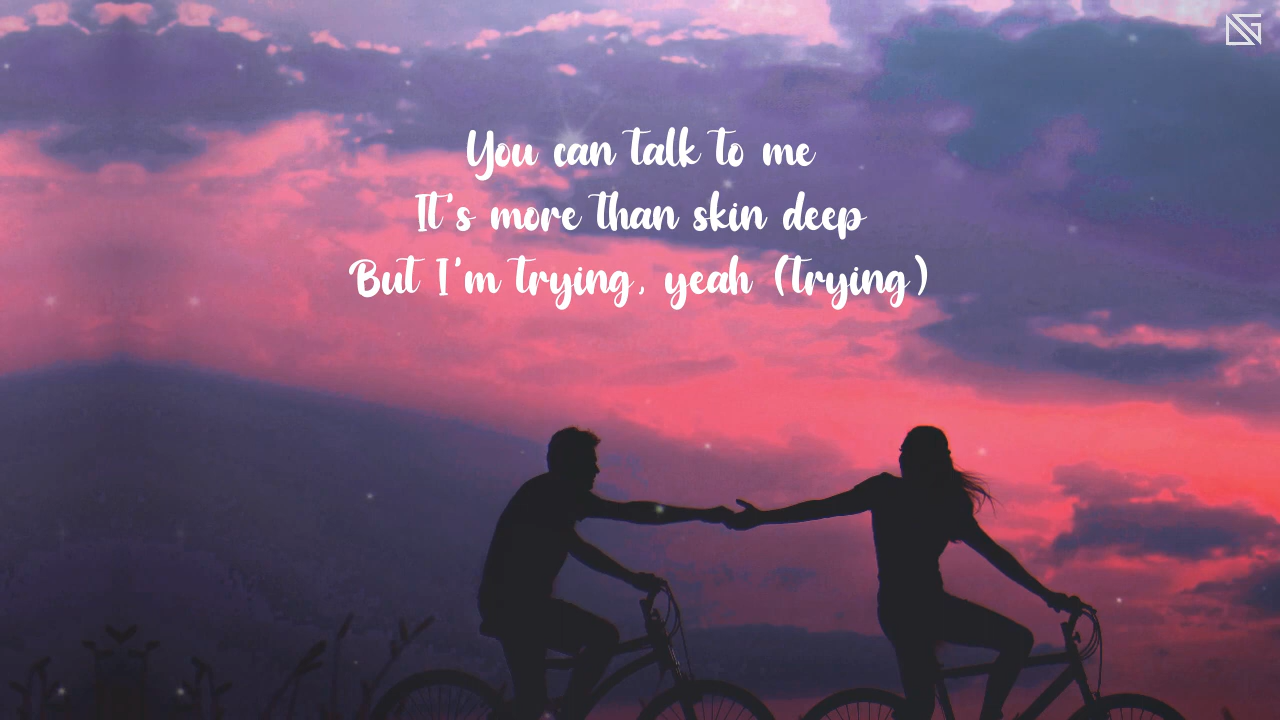 You can talk to me
It's more than skin deep
But I'm trying, yeah (trying)